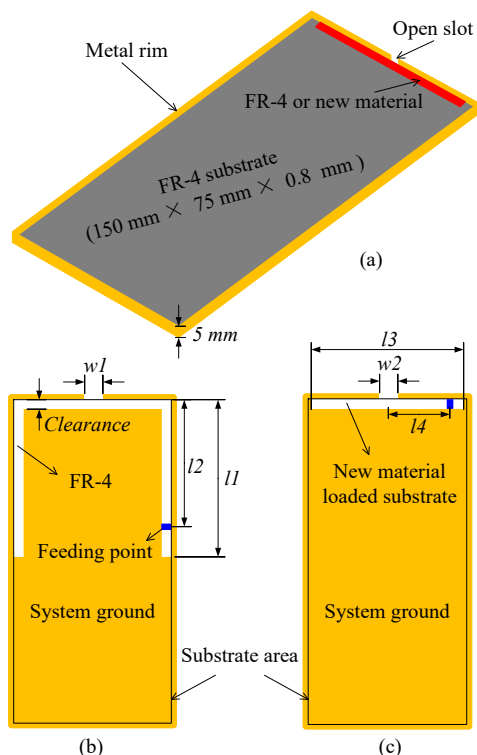 Open slot
Metal rim
FR-4 or new material
FR-4 substrate
(150 mm × 75 mm × 0.8 mm)
(a)
5 mm
w1
Clearance
FR-4
l2
l1
Feeding point
System ground
(b)
l3
w2
l4
New material
loaded substrate
System ground
Substrate area
(c)